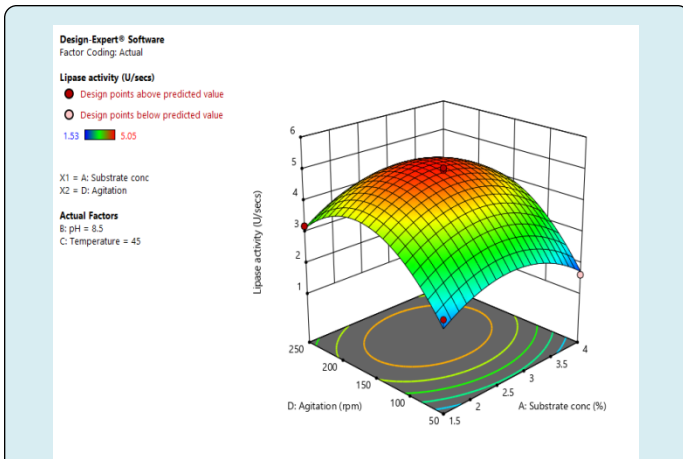 Design-Expert® Software
Factor Coding: Actual
Lipase activity (U/secs)
Design points above predicted value
Design points below predicted value
1.53 5.05
X1 = A: Substrate conc
X2 = D: Agitation
Actual Factors
B: pH = 8.5
C: Temperature = 45
Lipase activity (U/secs)
6
5
4
3
2
1
250
200
150
100
50
D: Agitation (rpm)
1.5
2
2.5
3
3.5
4
A: Substrate conc (%)